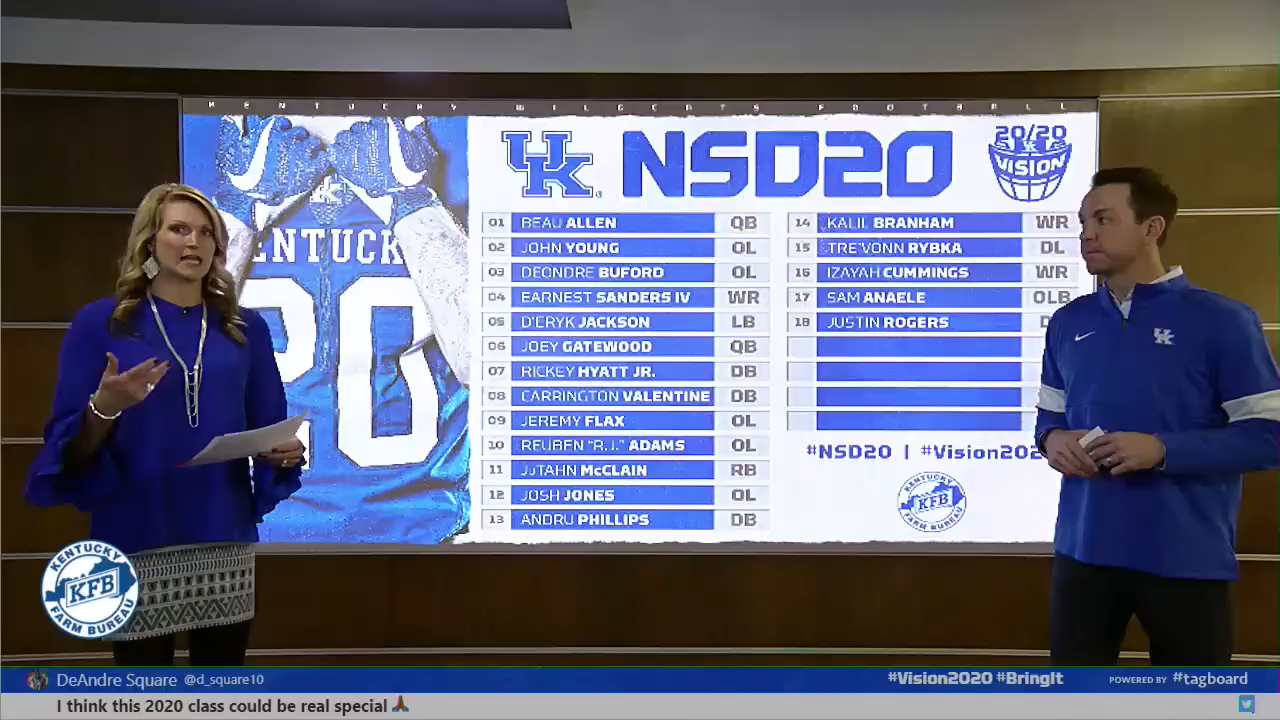 KENTUCKY WILDCATS FOOTBALL
UK NSD20
20/20
VISION
ENTUCK
20
01 BEAU ALLEN QB
02 JOHN YOUNG OL
03 DEONDRE BUFORD OL
04 EARNEST SANDERS IV WR
05 D'ERYK JACKSON LB
06 JOEY GATEWOOD QB
07 RICKEY HYATT JR. DB
08 CARRINGTON VALENTINE DB
09 JEREMY FLAX OL
10 REUBEN "R.J." ADAMS OL
11 JuTAHN McCLAIN RB
12 JOSH JONES OL
13 ANDRU PHILLIPS DB
14 KALIL BRANHAM WR
15 TRE'VONN RYBKA DL
16 IZAYAH CUMMINGS WR
17 SAM ANAELE OLB
18 JUSTIN ROGERS D
#NSD20 | #Vision202
KENTUCKY
KFB
FARM BUREAU
UK
KENTUCKY
KFB
FARM BUREAU
DeAndre Square @d_square10
#Vision2020 #BringIt
POWERED BY #tagboard
I think this 2020 class could be real special 🙏🏾